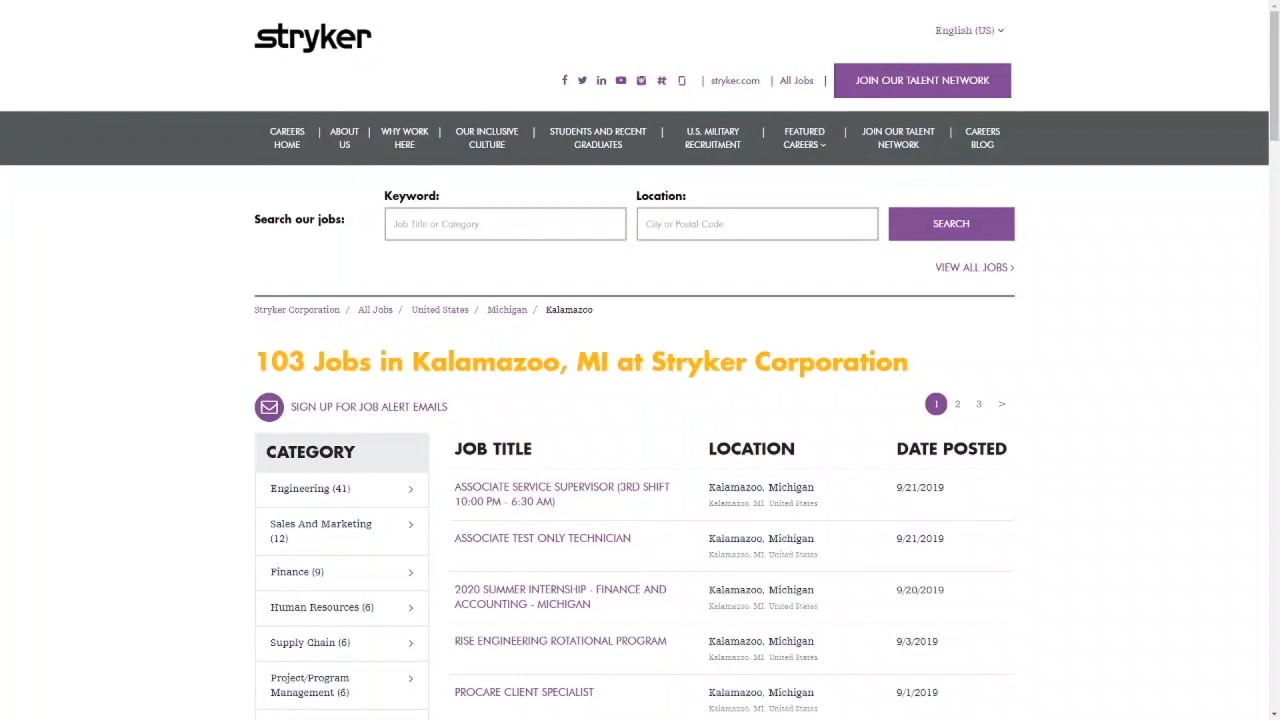 stryker
English (US)
| stryker.com | All Jobs |
JOIN OUR TALENT NETWORK
CAREERS HOME | ABOUT US | WHY WORK HERE | OUR INCLUSIVE CULTURE | STUDENTS AND RECENT GRADUATES | U.S. MILITARY RECRUITMENT | FEATURED CAREERS | JOIN OUR TALENT NETWORK | CAREERS BLOG
Search our jobs:
Keyword:
Job Title or Category
Location:
City or Postal Code
SEARCH
VIEW ALL JOBS >
Stryker Corporation / All Jobs / United States / Michigan / Kalamazoo
103 Jobs in Kalamazoo, MI at Stryker Corporation
SIGN UP FOR JOB ALERT EMAILS
1 2 3 >
CATEGORY
Engineering (41)
Sales And Marketing
(12)
Finance (9)
Human Resources (6)
Supply Chain (6)
Project/Program
Management (6)
JOB TITLE LOCATION DATE POSTED
ASSOCIATE SERVICE SUPERVISOR (3RD SHIFT
10:00 PM - 6:30 AM)
Kalamazoo, Michigan
Kalamazoo, MI, United States
9/21/2019
ASSOCIATE TEST ONLY TECHNICIAN
Kalamazoo, Michigan
Kalamazoo, MI, United States
9/21/2019
2020 SUMMER INTERNSHIP - FINANCE AND
ACCOUNTING - MICHIGAN
Kalamazoo, Michigan
Kalamazoo, MI, United States
9/20/2019
RISE ENGINEERING ROTATIONAL PROGRAM
Kalamazoo, Michigan
Kalamazoo, MI, United States
9/3/2019
PROCARE CLIENT SPECIALIST
Kalamazoo, Michigan
Kalamazoo, MI, United States
9/1/2019